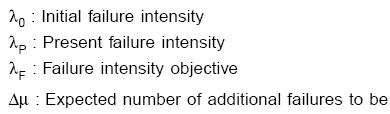 λ₀ : Initial failure intensity
λP : Present failure intensity
λF : Failure intensity objective
Δμ : Expected number of additional failures to be